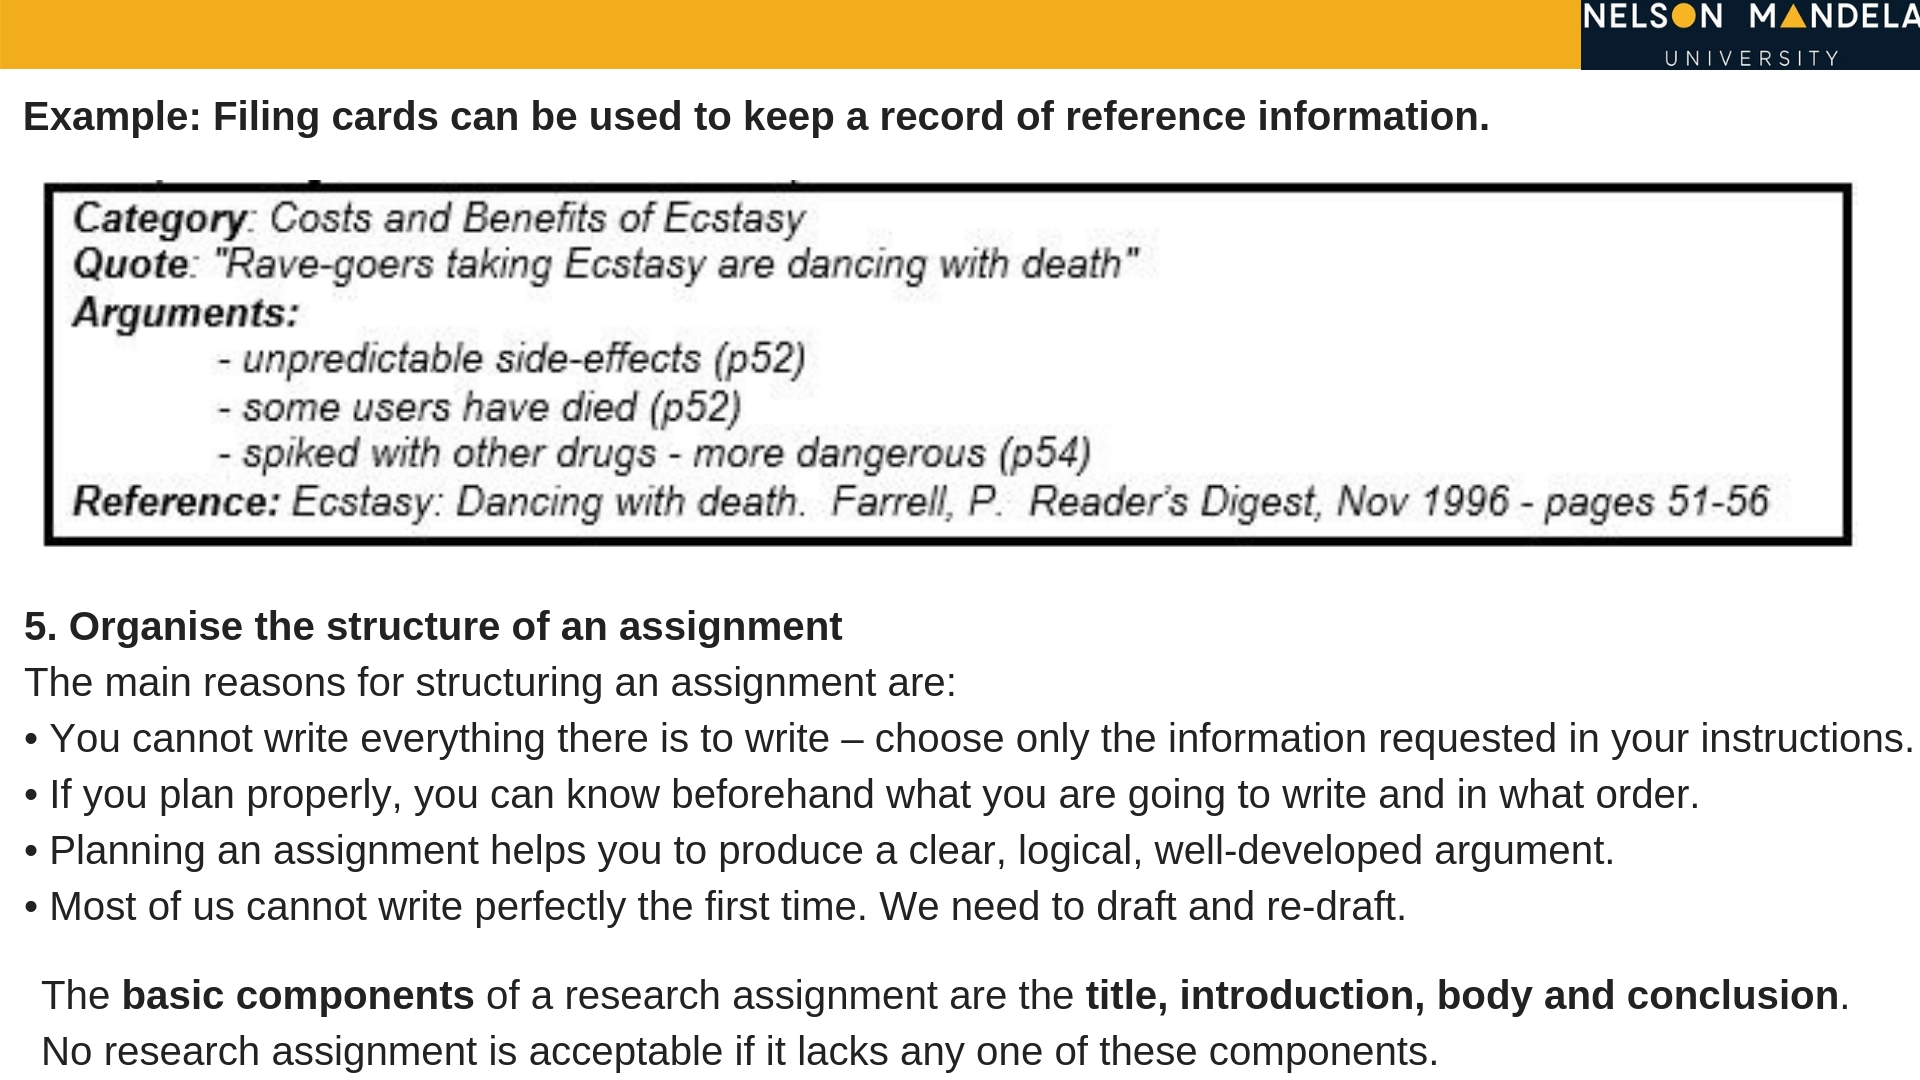 NELSON MANDELA
UNIVERSITY
Example: Filing cards can be used to keep a record of reference information.
Category: Costs and Benefits of Ecstasy
Quote: "Rave-goers taking Ecstasy are dancing with death"
Arguments:
- unpredictable side-effects (p52)
- some users have died (p52)
- spiked with other drugs - more dangerous (p54)
Reference: Ecstasy: Dancing with death. Farrell, P. Reader's Digest, Nov 1996 - pages 51-56
5. Organise the structure of an assignment
The main reasons for structuring an assignment are:
• You cannot write everything there is to write – choose only the information requested in your instructions.
• If you plan properly, you can know beforehand what you are going to write and in what order.
• Planning an assignment helps you to produce a clear, logical, well-developed argument.
• Most of us cannot write perfectly the first time. We need to draft and re-draft.
The basic components of a research assignment are the title, introduction, body and conclusion.
No research assignment is acceptable if it lacks any one of these components.